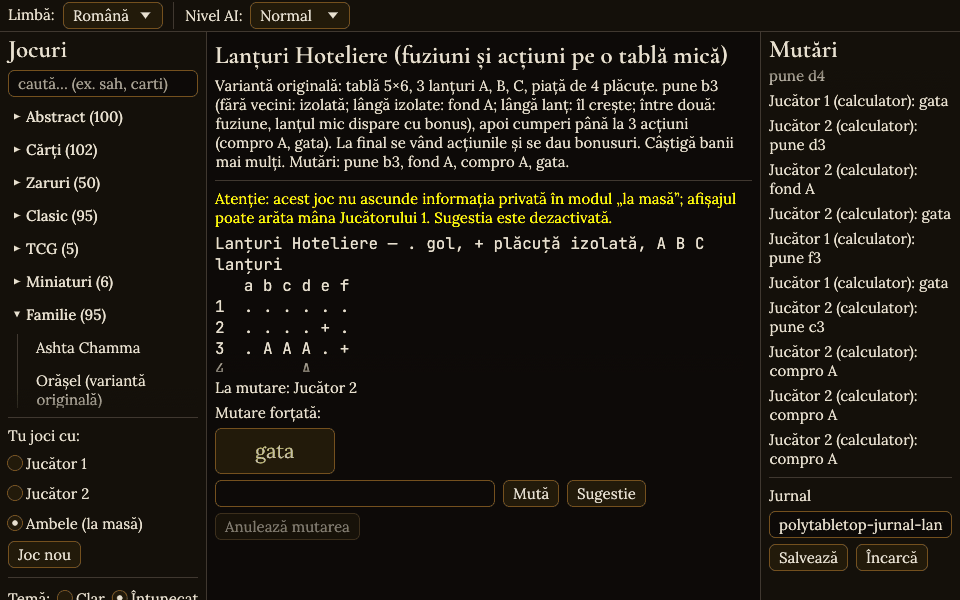 Limbă: Română Nivel AI: Normal
Jocuri
caută... (ex. sah, carti)
Abstract (100)
Cărți (102)
Zaruri (50)
Clasic (95)
TCG (5)
Miniaturi (6)
Familie (95)
Ashta Chamma
Orășel (variantă
originală)
Tu joci cu:
Jucător 1
Jucător 2
Ambele (la masă)
Joc nou
Temă: Clar Întunecat
Lanțuri Hoteliere (fuziuni și acțiuni pe o tablă mică)
Variantă originală: tablă 5×6, 3 lanțuri A, B, C, piață de 4 plăcuțe. pune b3
(fără vecini: izolată; lângă izolate: fond A; lângă lanț: îl crește; între două:
fuziune, lanțul mic dispare cu bonus), apoi cumperi până la 3 acțiuni
(compro A, gata). La final se vând acțiunile și se dau bonusuri. Câștigă banii
mai mulți. Mutări: pune b3, fond A, compro A, gata.
Atenție: acest joc nu ascunde informația privată în modul „la masă”; afișajul
poate arăta mâna Jucătorului 1. Sugestia este dezactivată.
Lanțuri Hoteliere — . gol, + plăcuță izolată, A B C
lanțuri
a b c d e f
1 . . . . . .
2 . . . . + .
3 . A A A . +
4 A
La mutare: Jucător 2
Mutare forțată:
gata
Mută Sugestie
Anulează mutarea
Mutări
pune d4
Jucător 1 (calculator): gata
Jucător 2 (calculator):
pune d3
Jucător 2 (calculator):
fond A
Jucător 2 (calculator): gata
Jucător 1 (calculator):
pune f3
Jucător 1 (calculator): gata
Jucător 2 (calculator):
pune c3
Jucător 2 (calculator):
compro A
Jucător 2 (calculator):
compro A
Jucător 2 (calculator):
compro A
Jurnal
polytabletop-jurnal-lan
Salvează Încarcă